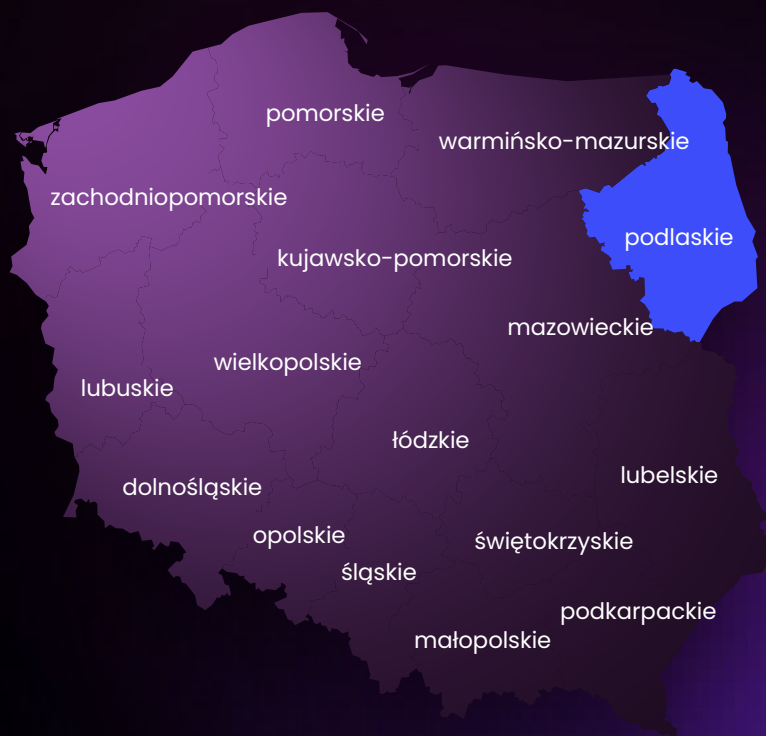 pomorskie
warmińsko-mazurskie
zachodniopomorskie
podlaskie
kujawsko-pomorskie
mazowieckie
wielkopolskie
lubuskie
łódzkie
lubelskie
dolnośląskie
opolskie
świętokrzyskie
śląskie
podkarpackie
małopolskie